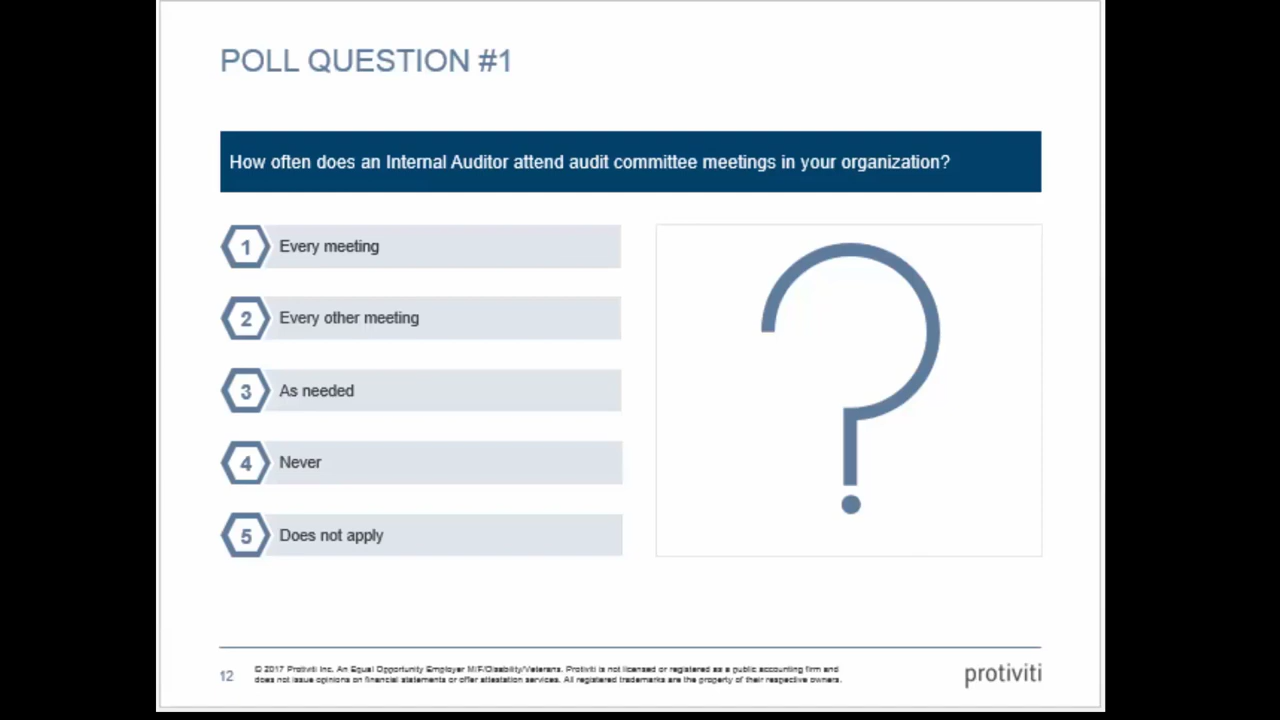 POLL QUESTION #1
How often does an Internal Auditor attend audit committee meetings in your organization?
1 Every meeting
2 Every other meeting
3 As needed
4 Never
5 Does not apply
12
© 2017 Protiviti Inc. An Equal Opportunity Employer M/F/Disability/Veterans. Protiviti is not licensed or registered as a public accounting firm and
does not issue opinions on financial statements or offer attestation services. All registered trademarks are the property of their respective owners.
protiviti